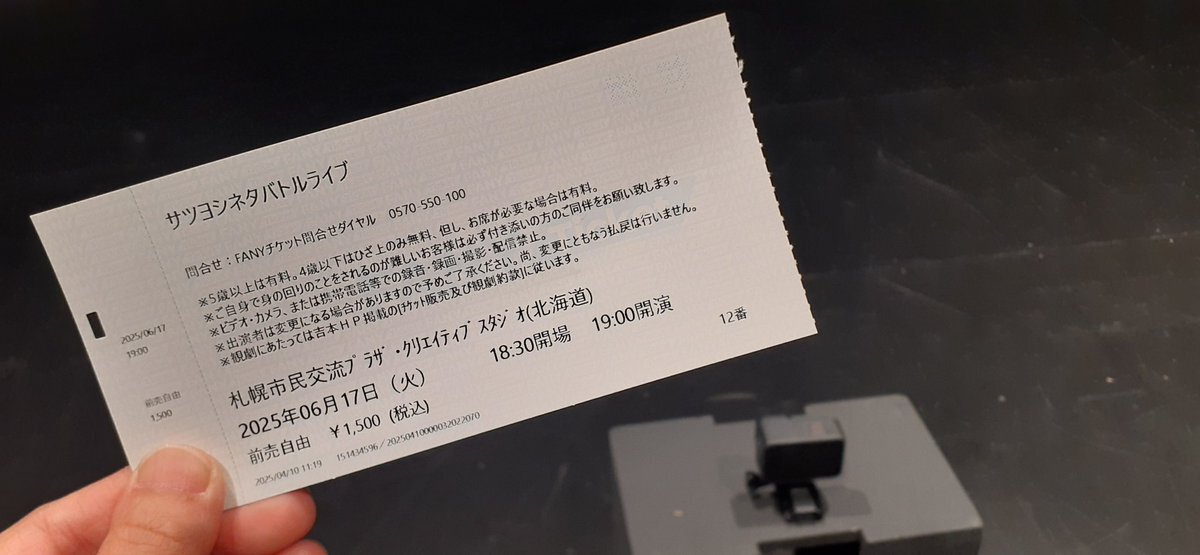 サツヨシネタバトルライブ
問合せ：FANYチケット問合せダイヤル 0570-550-100
※5歳以上は有料。4歳以下はひざ上のみ無料、但し、お席が必要な場合は有料。
※ご自身で身の回りのことをされるのが難しいお客様は必ず付き添いの方のご同伴をお願い致します。
※ビデオ・カメラ、または携帯電話等での録音・録画・撮影・配信禁止。
※出演者は変更になる場合がありますので予めご了承ください。尚、変更にともなう払戻は行いません。
※観劇にあたっては吉本HP掲載の[チケット販売及び観劇約款]に従います。
札幌市民交流プラザ・クリエイティブスタジオ(北海道)
2025年06月17日（火） 18:30開場 19:00開演
前売自由 ￥1,500 (税込) 12番
2025/04/10 11:19 151434596／20250410000032022070
2025/06/17
19:00
前売自由
1,500